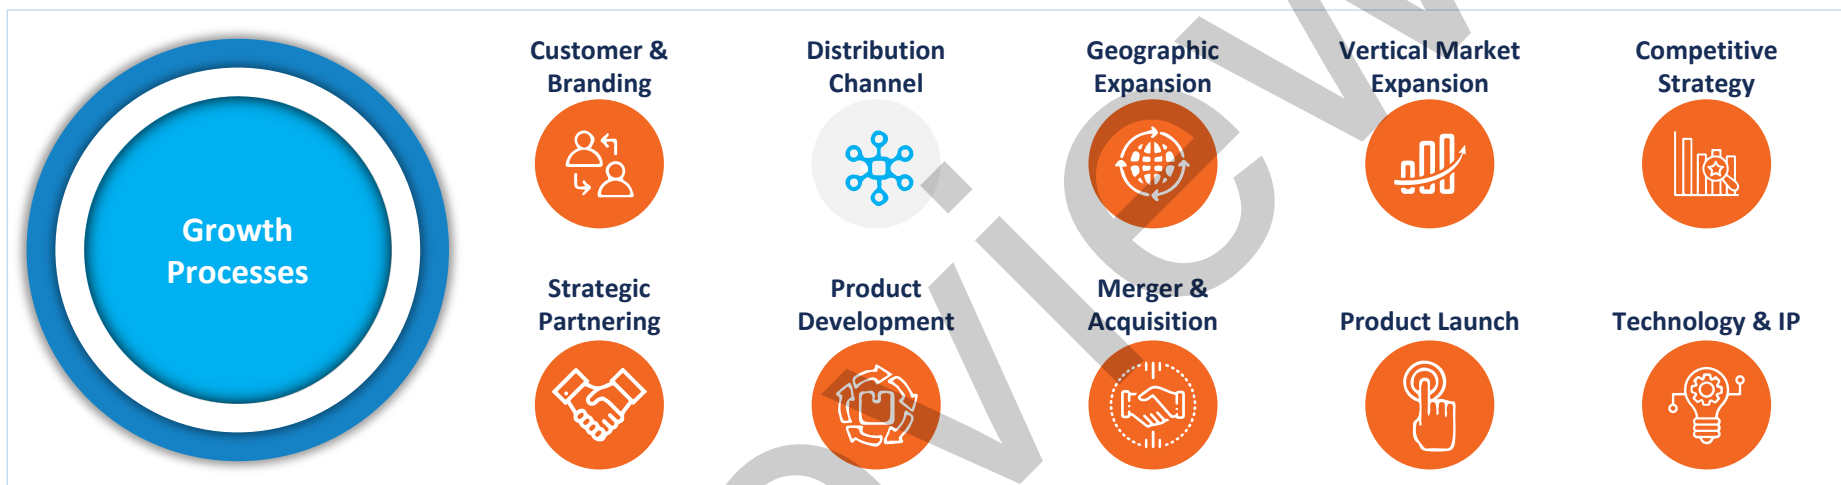 Growth
Processes
Customer &
Branding
Distribution
Channel
Geographic
Expansion
Vertical Market
Expansion
Competitive
Strategy
Strategic
Partnering
Product
Development
Merger &
Acquisition
Product Launch
Technology & IP